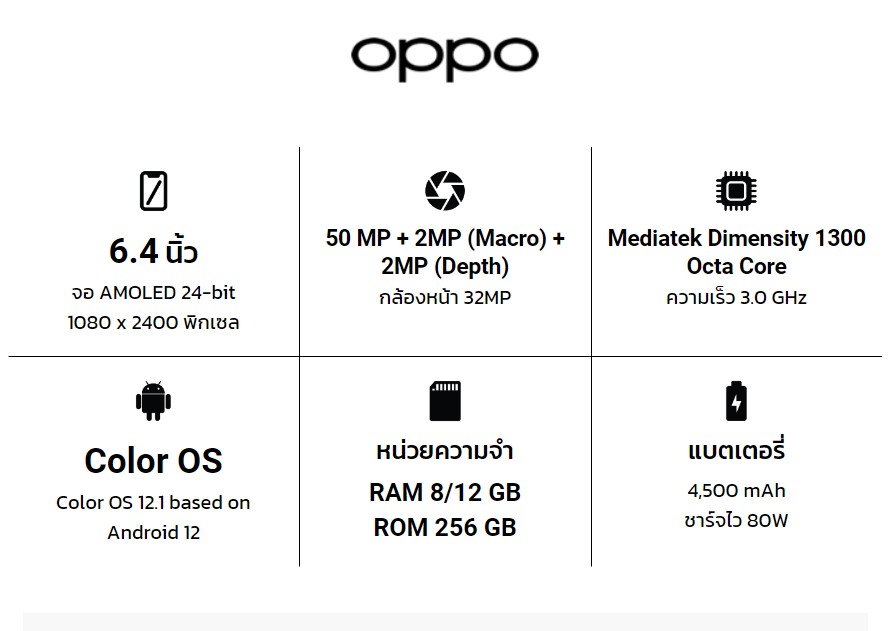 oppo
6.4 นิ้ว
จอ AMOLED 24-bit
1080 x 2400 พิกเซล
50 MP + 2MP (Macro) +
2MP (Depth)
กล้องหน้า 32MP
Mediatek Dimensity 1300
Octa Core
ความเร็ว 3.0 GHz
Color OS
Color OS 12.1 based on
Android 12
หน่วยความจำ
RAM 8/12 GB
ROM 256 GB
แบตเตอรี่
4,500 mAh
ชาร์จไว 80W